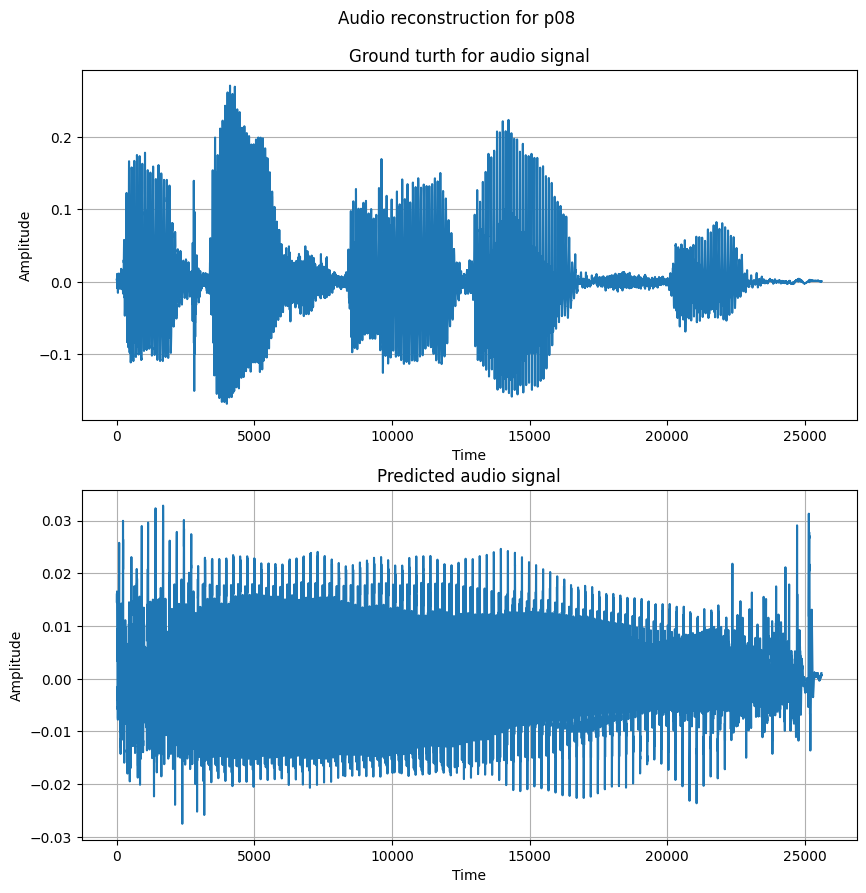 Audio reconstruction for p08
Ground turth for audio signal
0.2
0.1
0.0
−0.1
Amplitude
0 5000 10000 15000 20000 25000
Time
Predicted audio signal
0.03
0.02
0.01
0.00
−0.01
−0.02
−0.03
Amplitude
0 5000 10000 15000 20000 25000
Time